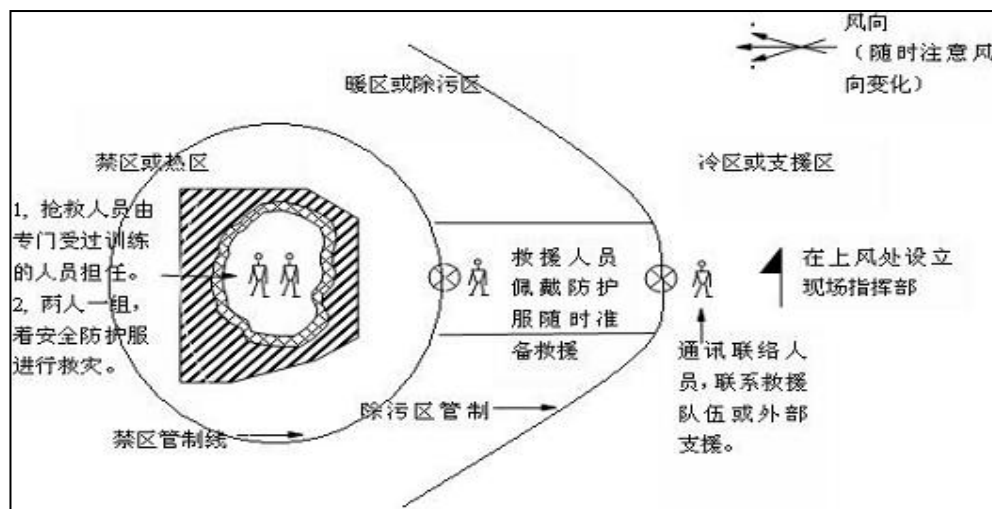 风向
（随时注意风
向变化）
暖区或除污区
禁区或热区
冷区或支援区
1, 抢救人员由
专门受过训练
的人员担任。
2, 两人一组，
着安全防护服
进行救灾。
救援人员
佩戴防护
服随时准
备救援
在上风处设立
现场指挥部
通讯联络人
员，联系救援
队伍或外部
支援。
除污区管制
禁区管制线